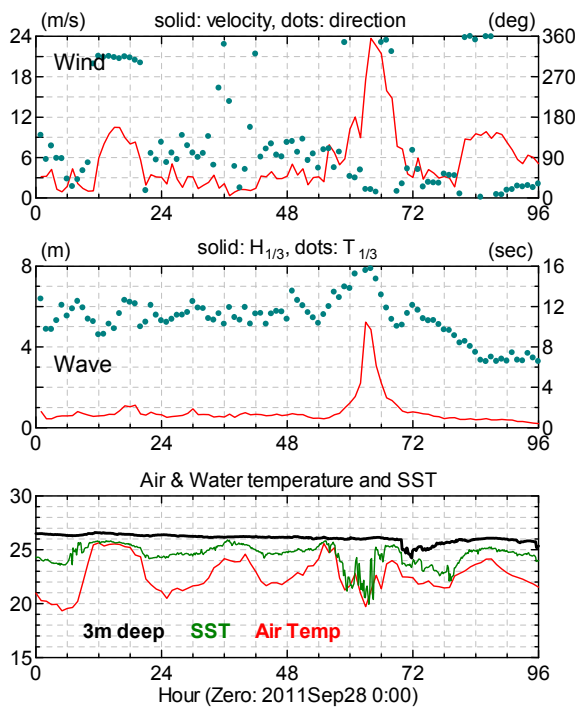 (m/s) solid: velocity, dots: direction (deg)
24 360
Wind
18 270
12 180
6 90
0 0
0 24 48 72 96
(m) solid: H1/3, dots: T1/3 (sec)
8 16
12
4 8
Wave
4
0 0
0 24 48 72 96
Air & Water temperature and SST
30
25
20
3m deep SST Air Temp
15
0 24 48 72 96
Hour (Zero: 2011Sep28 0:00)